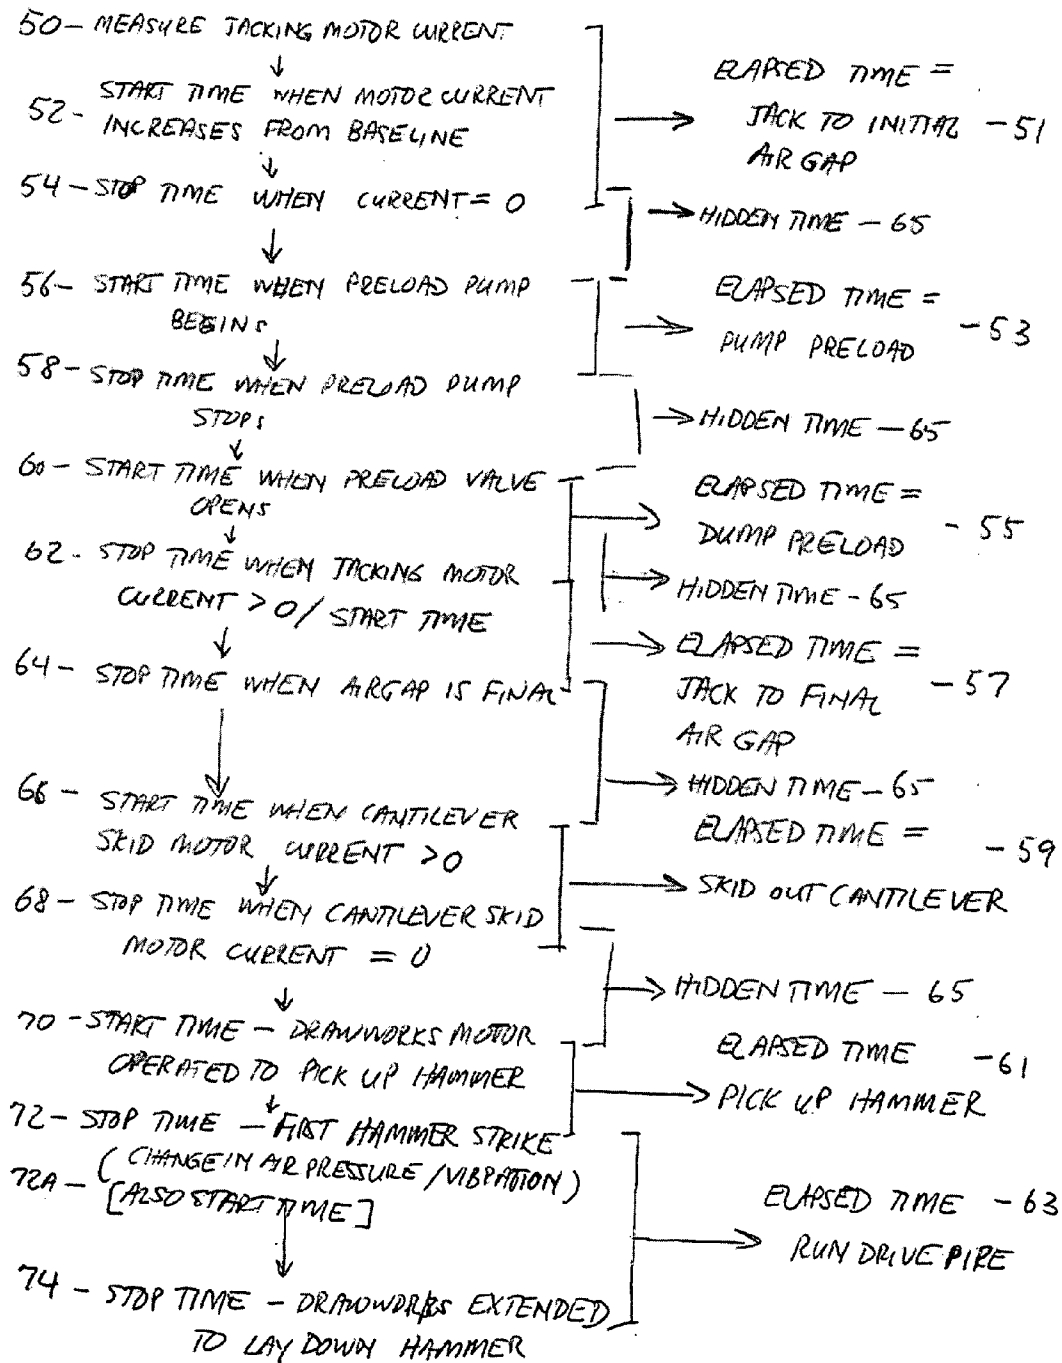 50 - MEASURE JACKING MOTOR CURRENT
52 - START TIME WHEN MOTOR CURRENT
INCREASES FROM BASELINE
ELAPSED TIME =
JACK TO INITIAL - 51
AIR GAP
54 - STOP TIME WHEN CURRENT = 0
HIDDEN TIME - 65
56 - START TIME WHEN PRELOAD PUMP
BEGINS
ELAPSED TIME =
PUMP PRELOAD - 53
58 - STOP TIME WHEN PRELOAD PUMP
STOPS
HIDDEN TIME - 65
60 - START TIME WHEN PRELOAD VALVE
OPENS
ELAPSED TIME =
DUMP PRELOAD - 55
62 - STOP TIME WHEN JACKING MOTOR
CURRENT > 0 / START TIME
HIDDEN TIME - 65
64 - STOP TIME WHEN AIRGAP IS FINAL
ELAPSED TIME =
JACK TO FINAL - 57
AIR GAP
HIDDEN TIME - 65
66 - START TIME WHEN CANTILEVER
SKID MOTOR CURRENT > 0
ELAPSED TIME = - 59
SKID OUT CANTILEVER
68 - STOP TIME WHEN CANTILEVER SKID
MOTOR CURRENT = 0
HIDDEN TIME - 65
70 - START TIME - DRAWWORKS MOTOR
OPERATED TO PICK UP HAMMER
ELAPSED TIME - 61
PICK UP HAMMER
72 - STOP TIME - FIRST HAMMER STRIKE
(CHANGE IN AIR PRESSURE / VIBRATION)
72A - [ALSO START TIME]
ELAPSED TIME - 63
RUN DRIVE PIPE
74 - STOP TIME - DRAWWORKS EXTENDED
TO LAY DOWN HAMMER